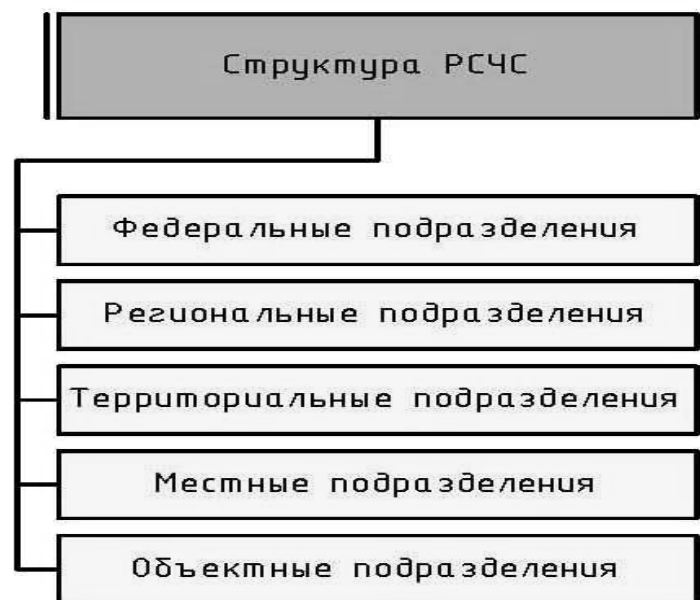 Структура РСЧС
Федеральные подразделения
Региональные подразделения
Территориальные подразделения
Местные подразделения
Объектные подразделения